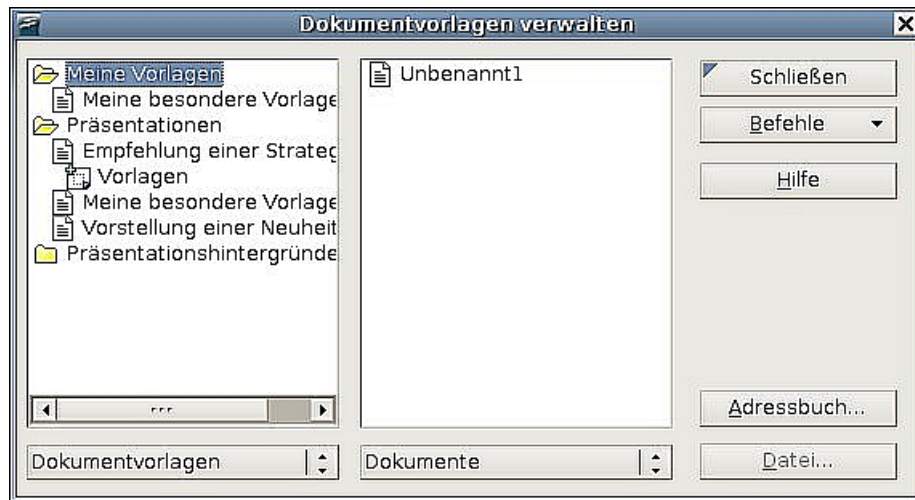 Dokumentvorlagen verwalten
Meine Vorlagen
Meine besondere Vorlage
Präsentationen
Empfehlung einer Strateg
Vorlagen
Meine besondere Vorlage
Vorstellung einer Neuheit
Präsentationshintergründe
Dokumentvorlagen
Unbenannt1
Dokumente
Schließen
Befehle
Hilfe
Adressbuch...
Datei...